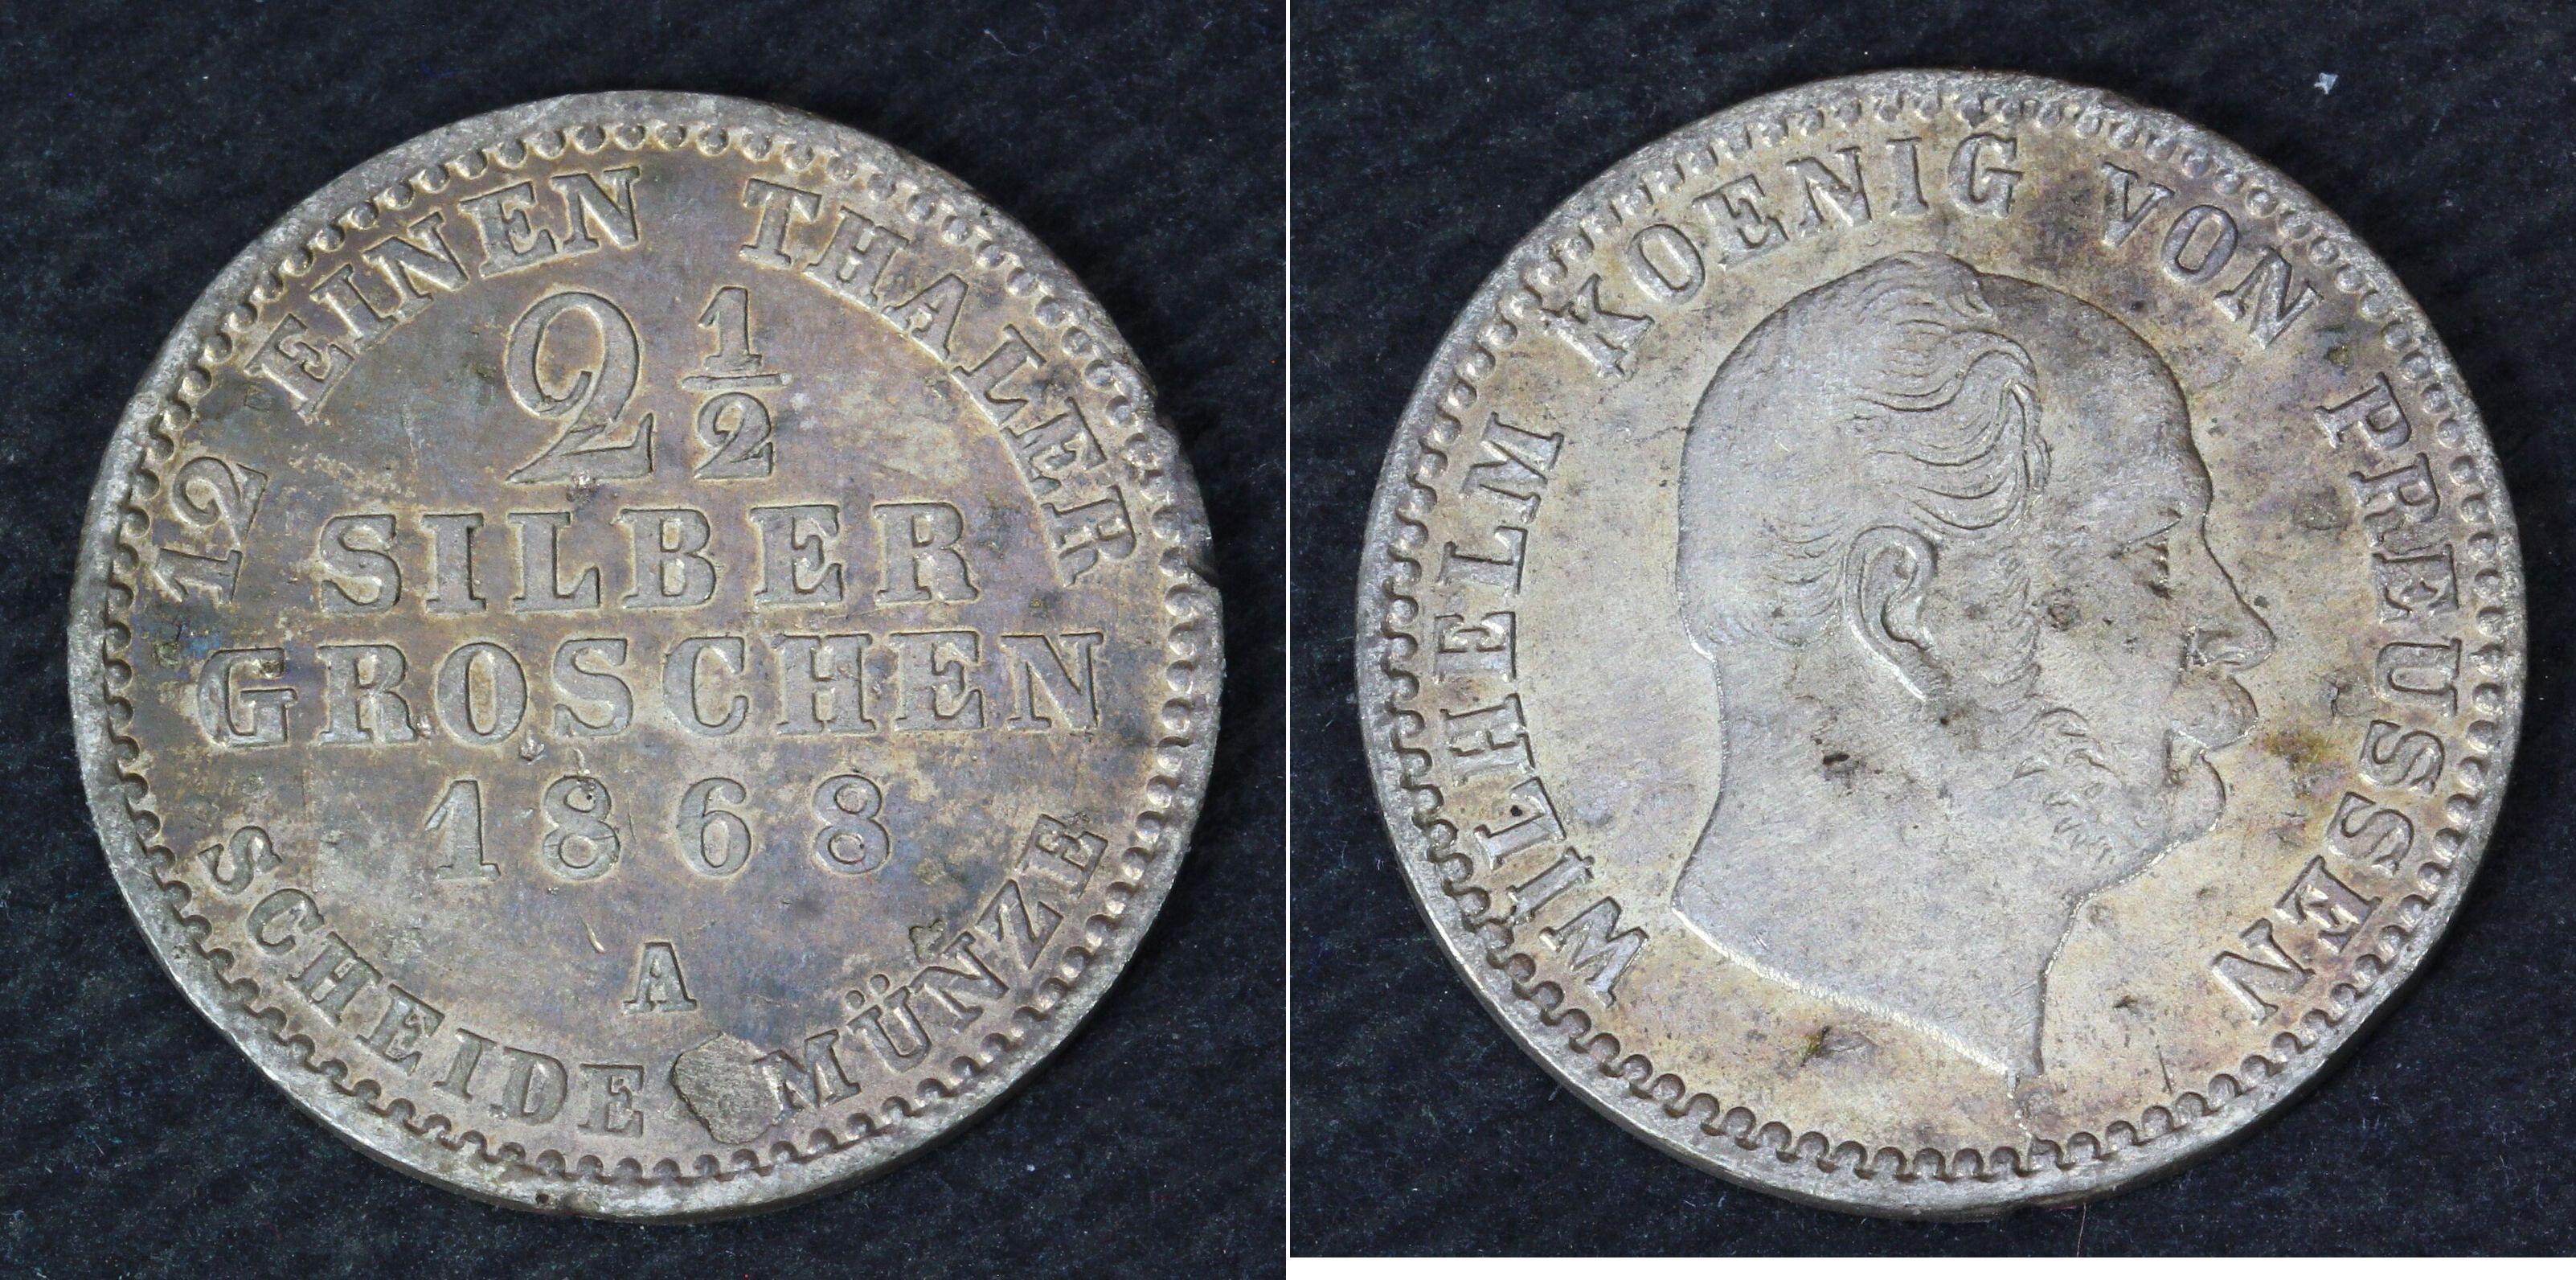 12 EINEN THALER
2 1/2
SILBER
GROSCHEN
1868
A
SCHEIDE MÜNZE
WILHELM KOENIG VON PREUSSEN